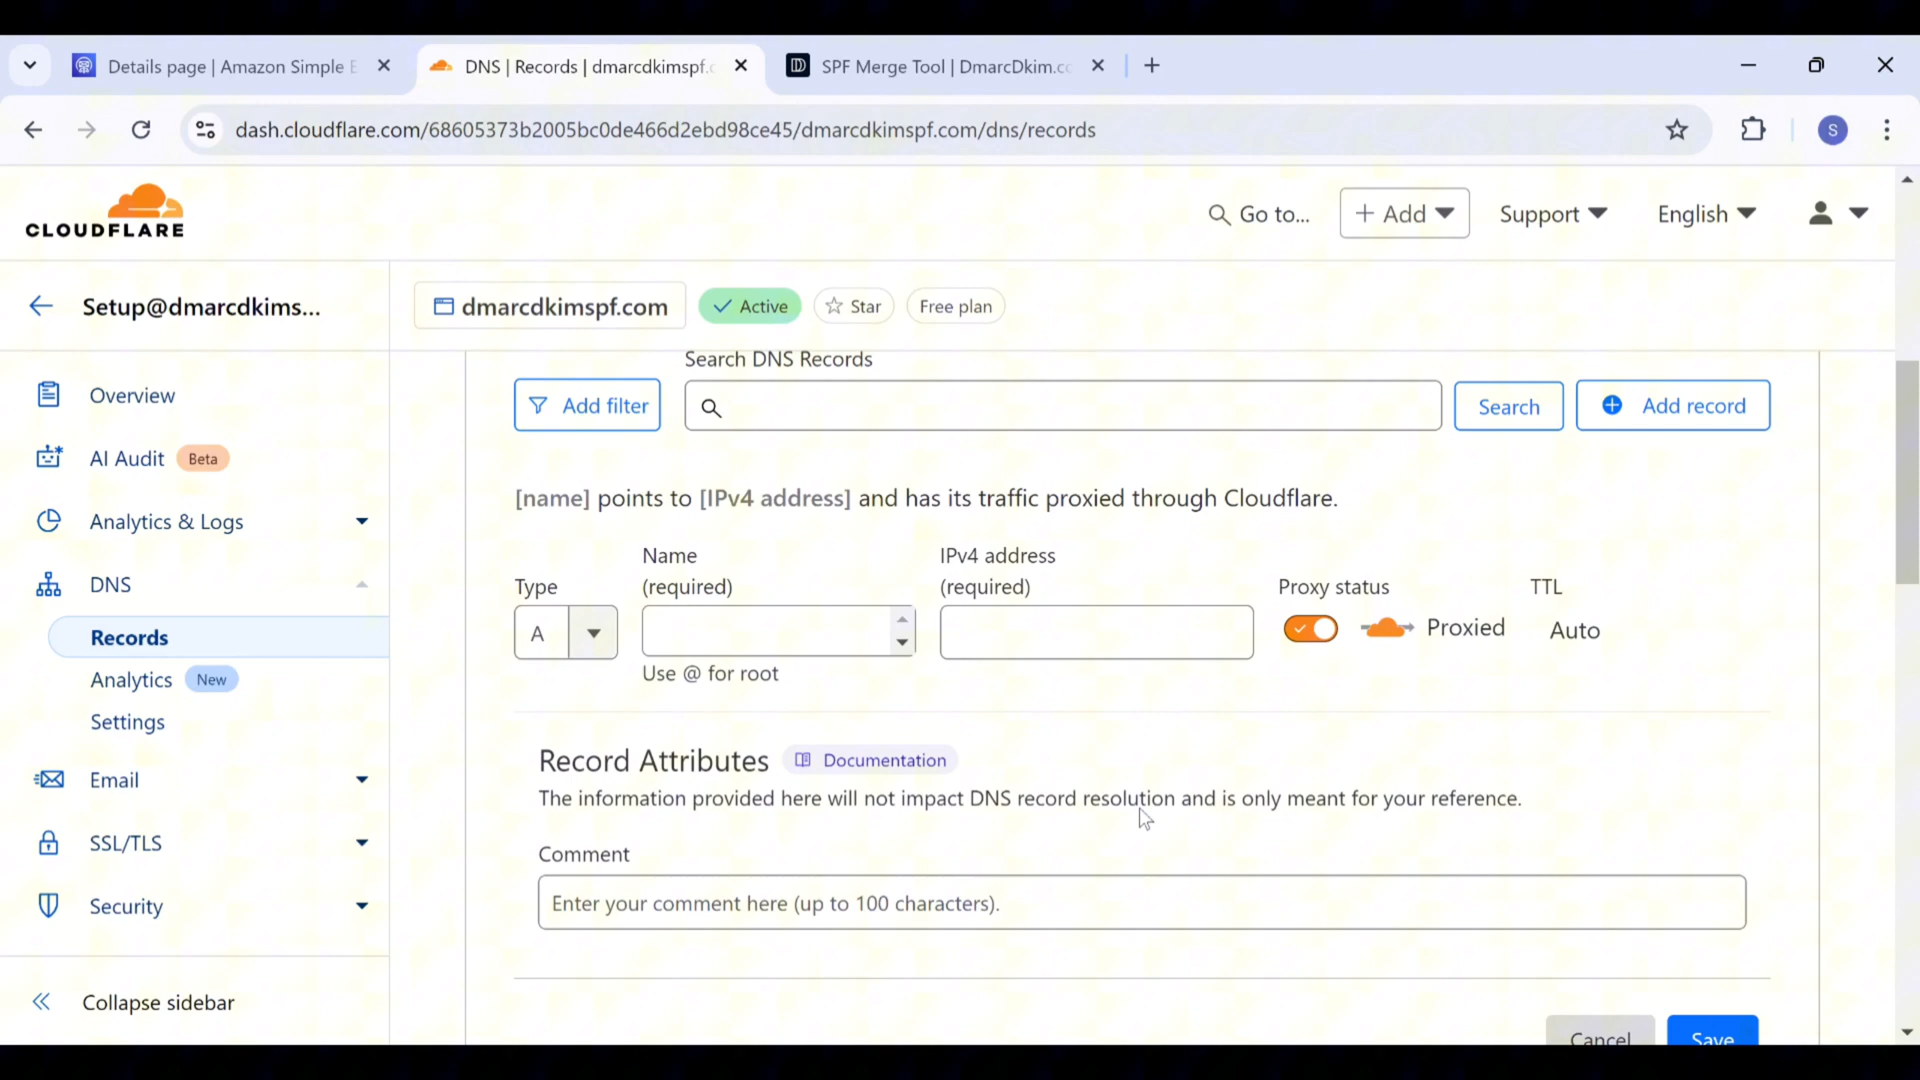 Details page | Amazon Simple E
DNS | Records | dmarcdkimspf.c
SPF Merge Tool | DmarcDkim.co
dash.cloudflare.com/68605373b2005bc0de466d2ebd98ce45/dmarcdkimspf.com/dns/records
S
CLOUDFLARE
Go to...
+ Add
Support
English
Setup@dmarcdkims...
dmarcdkimspf.com
Active
Star
Free plan
Overview
AI Audit Beta
Analytics & Logs
DNS
Records
Analytics New
Settings
Email
SSL/TLS
Security
Collapse sidebar
Search DNS Records
Add filter
Search
Add record
[name] points to [IPv4 address] and has its traffic proxied through Cloudflare.
Type
Name
(required)
IPv4 address
(required)
Proxy status
TTL
A
Proxied
Auto
Use @ for root
Record Attributes
Documentation
The information provided here will not impact DNS record resolution and is only meant for your reference.
Comment
Enter your comment here (up to 100 characters).
Cancel
Save